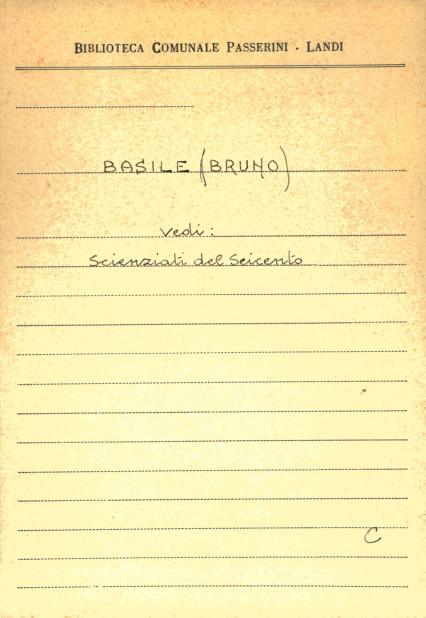 BIBLIOTECA COMUNALE PASSERINI - LANDI
BASILE (BRUNO)
vedi:
Scienziati del Seicento
C